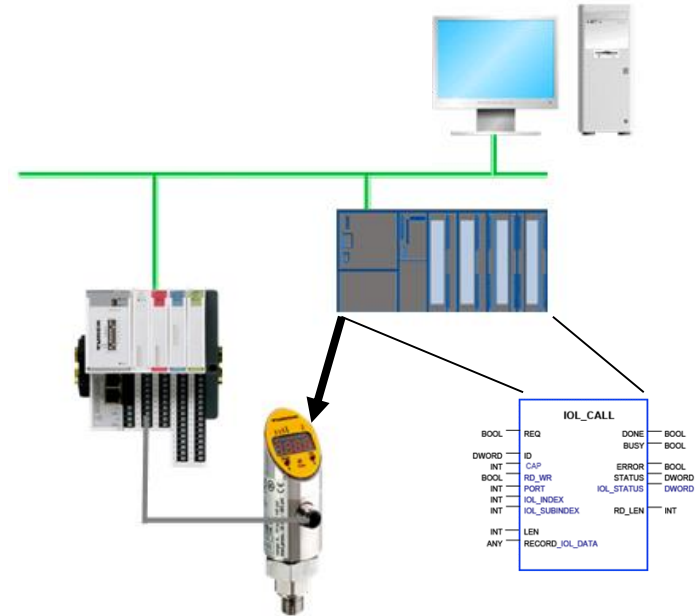 TURCK
IOL_CALL
BOOL REQ DONE BOOL
BUSY BOOL
DWORD ID
INT CAP ERROR BOOL
BOOL RD_WR STATUS DWORD
INT PORT IOL_STATUS DWORD
INT IOL_INDEX
INT IOL_SUBINDEX RD_LEN INT
INT LEN
ANY RECORD_IOL_DATA